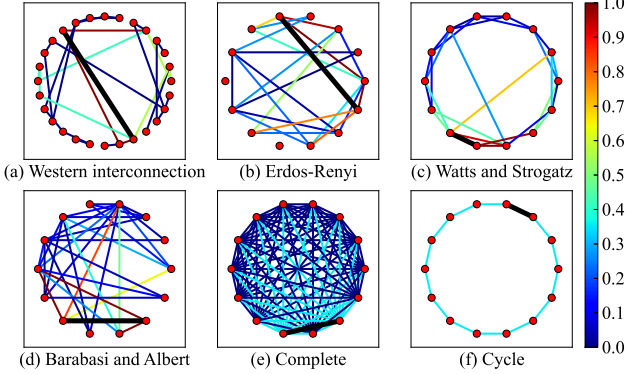 (a) Western interconnection
(b) Erdos-Renyi
(c) Watts and Strogatz
(d) Barabasi and Albert
(e) Complete
(f) Cycle
1.0
0.9
0.8
0.7
0.6
0.5
0.4
0.3
0.2
0.1
0.0